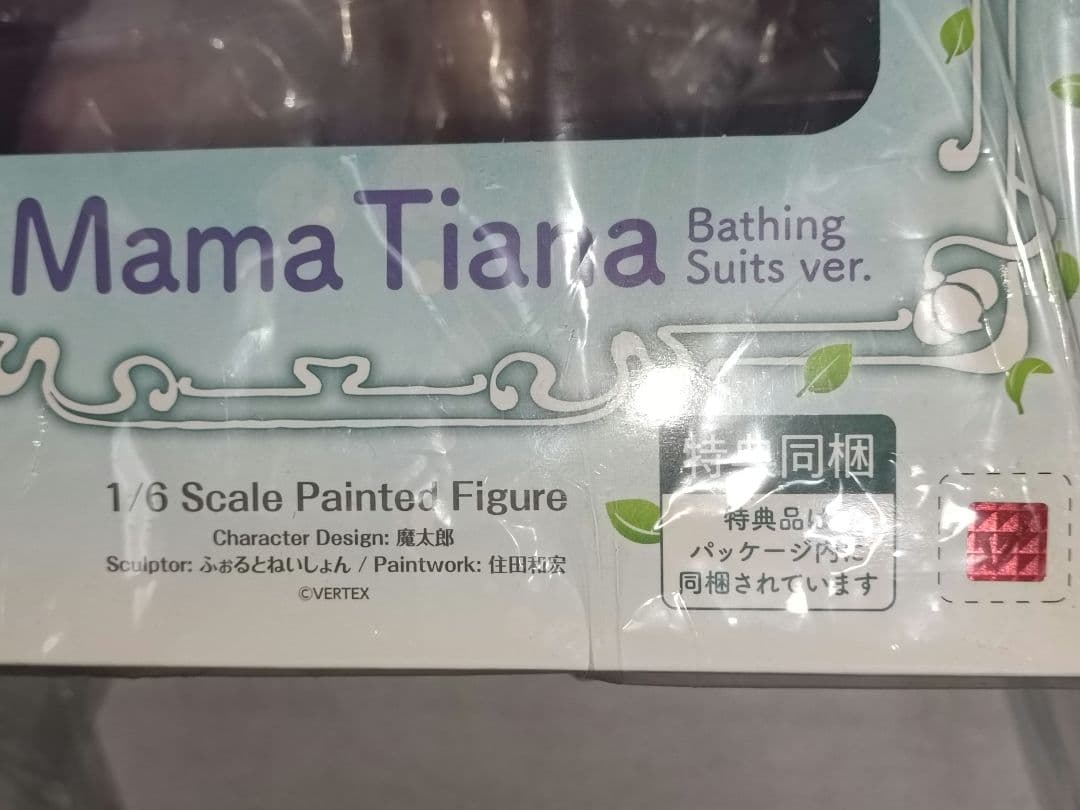 Mama Tiana
Bathing
Suits ver.
1/6 Scale Painted Figure
Character Design: 魔太郎
Sculptor: ふぉるとねいしょん / Paintwork: 住田和宏
©VERTEX
特典同梱
特典品は
パッケージ内に
同梱されています